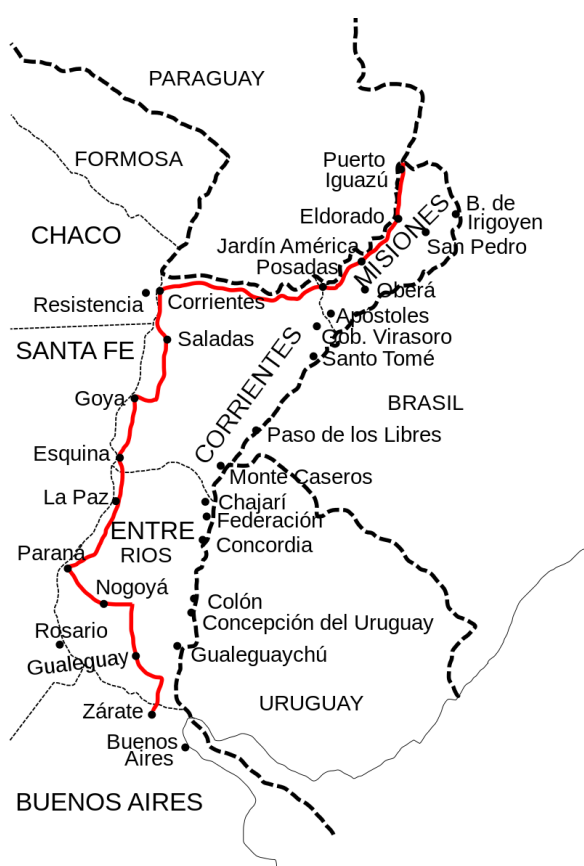 PARAGUAY
FORMOSA
Puerto
Iguazú
B. de
Irigoyen
Eldorado
MISIONES
CHACO
Jardín América
San Pedro
Posadas
Oberá
Resistencia
Corrientes
Apóstoles
Gob. Virasoro
SANTA FE
Saladas
Santo Tomé
CORRIENTES
Goya
BRASIL
Paso de los Libres
Esquina
Monte Caseros
La Paz
Chajarí
Federación
ENTRE
RIOS
Concordia
Paraná
Nogoyá
Colón
Concepción del Uruguay
Rosario
Gualeguay
Gualeguaychú
URUGUAY
Zárate
Buenos
Aires
BUENOS AIRES